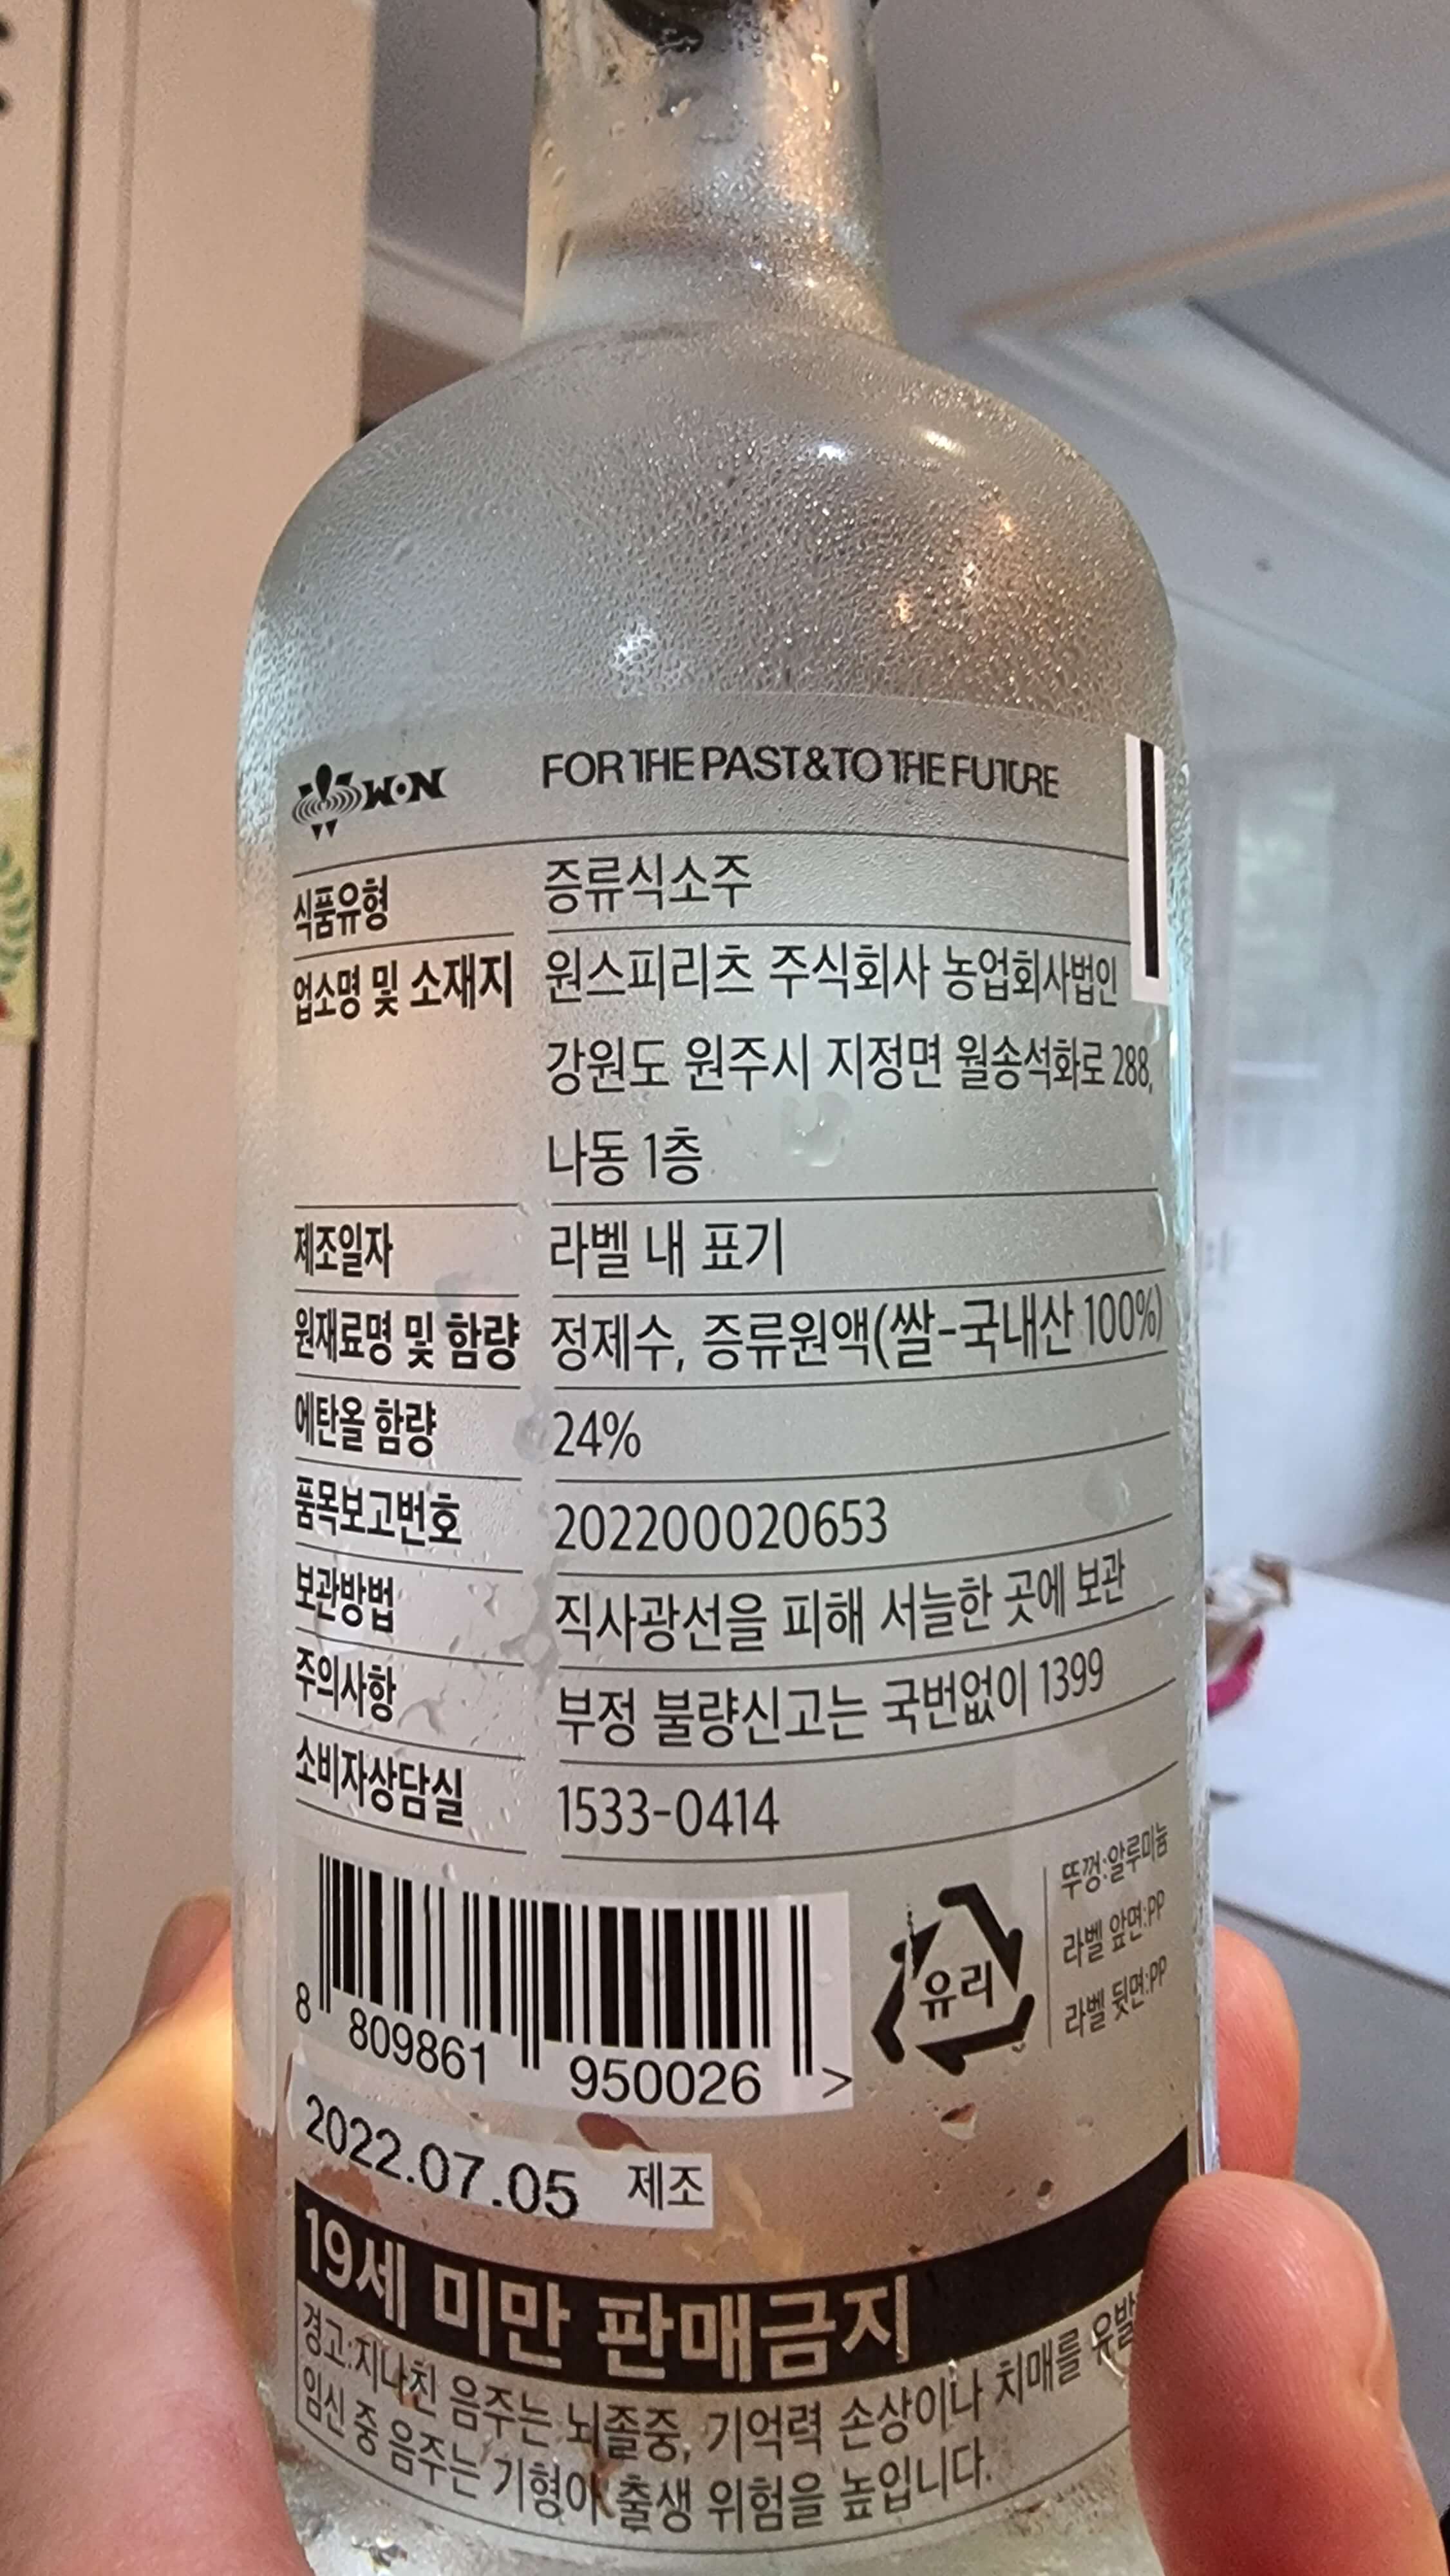 WON FOR THE PAST & TO THE FUTURE
식품유형 증류식소주
업소명 및 소재지 원스피리츠 주식회사 농업회사법인
강원도 원주시 지정면 월송석화로 288,
나동 1층
제조일자 라벨 내 표기
원재료명 및 함량 정제수, 증류원액(쌀-국내산 100%)
에탄올 함량 24%
품목보고번호 202200020653
보관방법 직사광선을 피해 서늘한 곳에 보관
주의사항 부정 불량신고는 국번없이 1399
소비자상담실 1533-0414
8 809861 950026 >
유리
뚜껑:알루미늄
라벨 앞면:PP
라벨 뒷면:PP
2022.07.05 제조
19세 미만 판매금지
경고:지나친 음주는 뇌졸중, 기억력 손상이나 치매를 유발
임신 중 음주는 기형아 출생 위험을 높입니다.